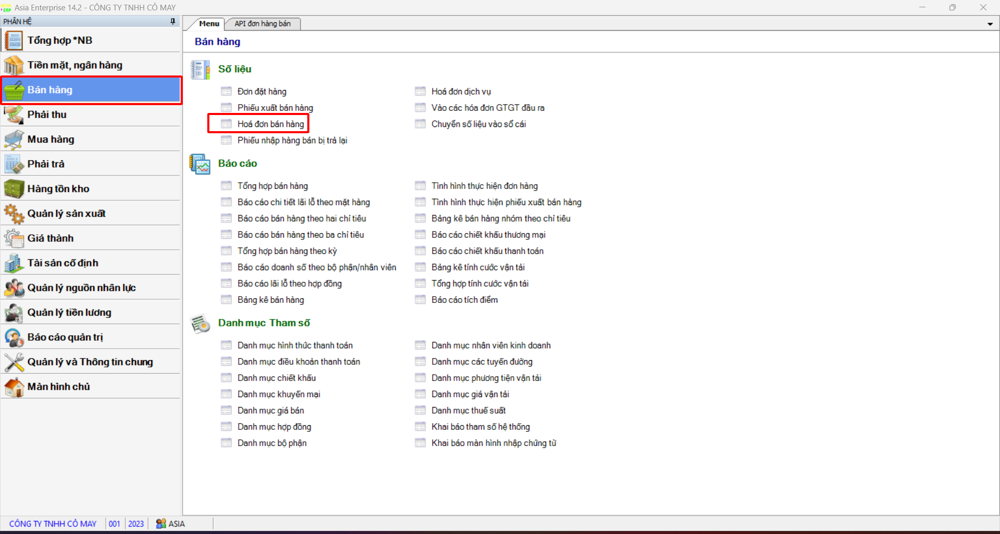 Asia Enterprise 14.2 - CÔNG TY TNHH CỎ MAY
PHÂN HỆ
Tổng hợp *NB
Tiền mặt, ngân hàng
Bán hàng
Phải thu
Mua hàng
Phải trả
Hàng tồn kho
Quản lý sản xuất
Giá thành
Tài sản cố định
Quản lý nguồn nhân lực
Quản lý tiền lương
Báo cáo quản trị
Quản lý và Thông tin chung
Màn hình chủ
Menu
API đơn hàng bán
Bán hàng
Số liệu
Đơn đặt hàng
Phiếu xuất bán hàng
Hoá đơn bán hàng
Phiếu nhập hàng bán bị trả lại
Hoá đơn dịch vụ
Vào các hóa đơn GTGT đầu ra
Chuyển số liệu vào sổ cái
Báo cáo
Tổng hợp bán hàng
Báo cáo chi tiết lãi lỗ theo mặt hàng
Báo cáo bán hàng theo hai chỉ tiêu
Báo cáo bán hàng theo ba chỉ tiêu
Tổng hợp bán hàng theo kỳ
Báo cáo doanh số theo bộ phận/nhân viên
Báo cáo lãi lỗ theo hợp đồng
Bảng kê bán hàng
Tình hình thực hiện đơn hàng
Tình hình thực hiện phiếu xuất bán hàng
Bảng kê bán hàng nhóm theo chỉ tiêu
Báo cáo chiết khấu thương mại
Báo cáo chiết khấu thanh toán
Bảng kê tính cước vận tải
Tổng hợp tính cước vận tải
Báo cáo tích điểm
Danh mục Tham số
Danh mục hình thức thanh toán
Danh mục điều khoản thanh toán
Danh mục chiết khấu
Danh mục khuyến mại
Danh mục giá bán
Danh mục hợp đồng
Danh mục bộ phận
Danh mục nhân viên kinh doanh
Danh mục các tuyến đường
Danh mục phương tiện vận tải
Danh mục giá vận tải
Danh mục thuế suất
Khai báo tham số hệ thống
Khai báo màn hình nhập chứng từ
CÔNG TY TNHH CỎ MAY 001 2023 ASIA